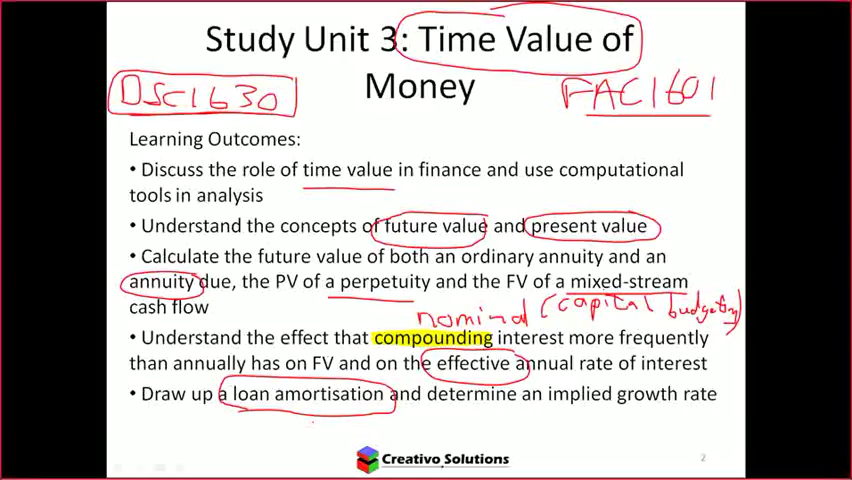 Study Unit 3: Time Value of
Money
DSC1630
FAC1601
Learning Outcomes:
• Discuss the role of time value in finance and use computational
tools in analysis
• Understand the concepts of future value and present value
• Calculate the future value of both an ordinary annuity and an
annuity due, the PV of a perpetuity and the FV of a mixed-stream
cash flow
nominal (capital budgeting)
• Understand the effect that compounding interest more frequently
than annually has on FV and on the effective annual rate of interest
• Draw up a loan amortisation and determine an implied growth rate
Creativo Solutions
2